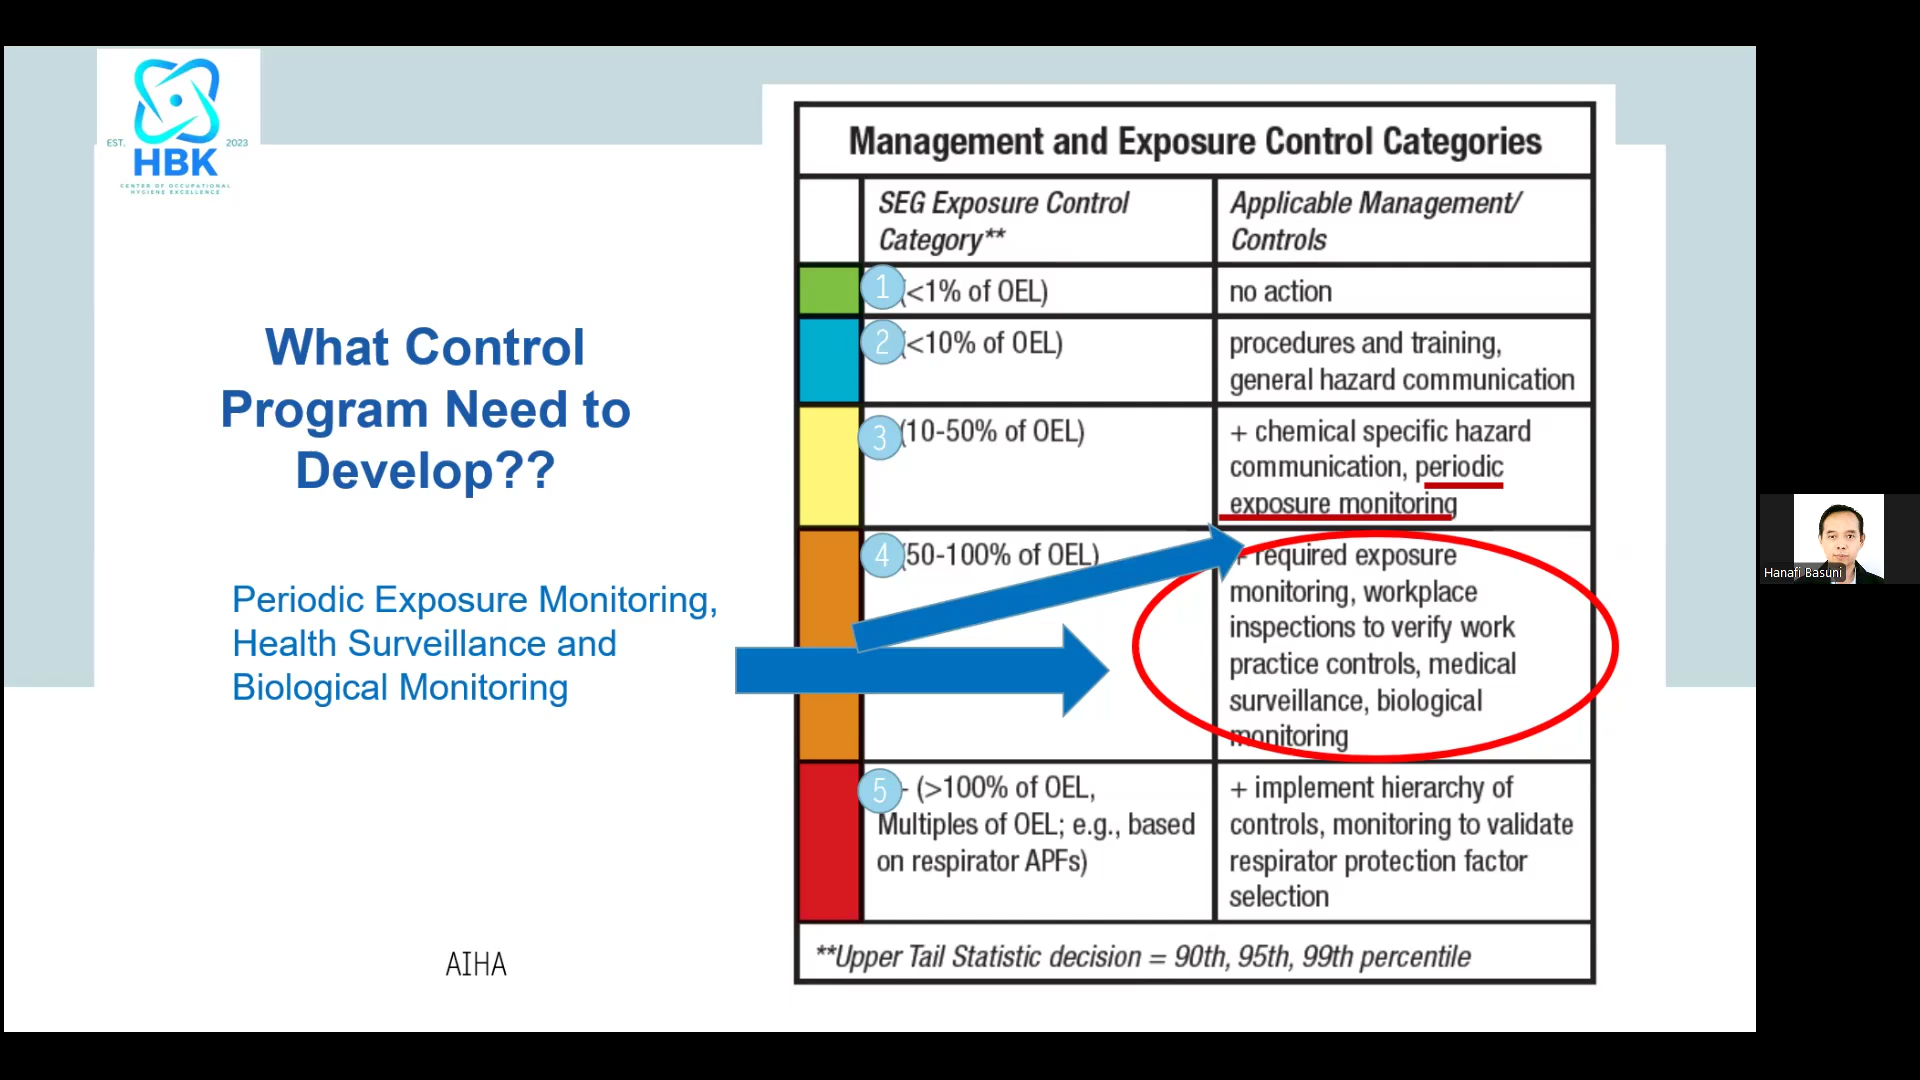 EST. 2023
HBK
CENTER OF OCCUPATIONAL
HYGIENE EXCELLENCE
What Control
Program Need to
Develop??
Periodic Exposure Monitoring,
Health Surveillance and
Biological Monitoring
AIHA
Management and Exposure Control Categories
SEG Exposure Control
Category**
Applicable Management/
Controls
1 (<1% of OEL)
no action
2 (<10% of OEL)
procedures and training,
general hazard communication
3 (10-50% of OEL)
+ chemical specific hazard
communication, periodic
exposure monitoring
4 (50-100% of OEL)
+ required exposure
monitoring, workplace
inspections to verify work
practice controls, medical
surveillance, biological
monitoring
5 - (>100% of OEL,
Multiples of OEL; e.g., based
on respirator APFs)
+ implement hierarchy of
controls, monitoring to validate
respirator protection factor
selection
**Upper Tail Statistic decision = 90th, 95th, 99th percentile
Hanafi Basuni